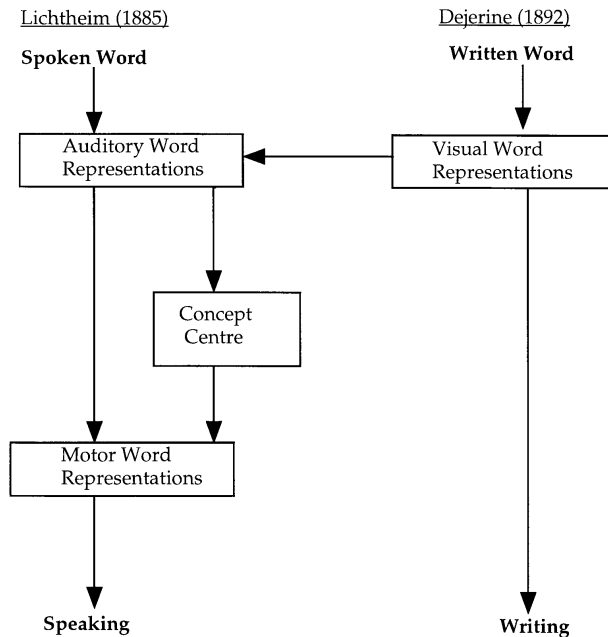 Lichtheim (1885)
Dejerine (1892)
Spoken Word
Written Word
Auditory Word
Representations
Visual Word
Representations
Concept
Centre
Motor Word
Representations
Speaking
Writing